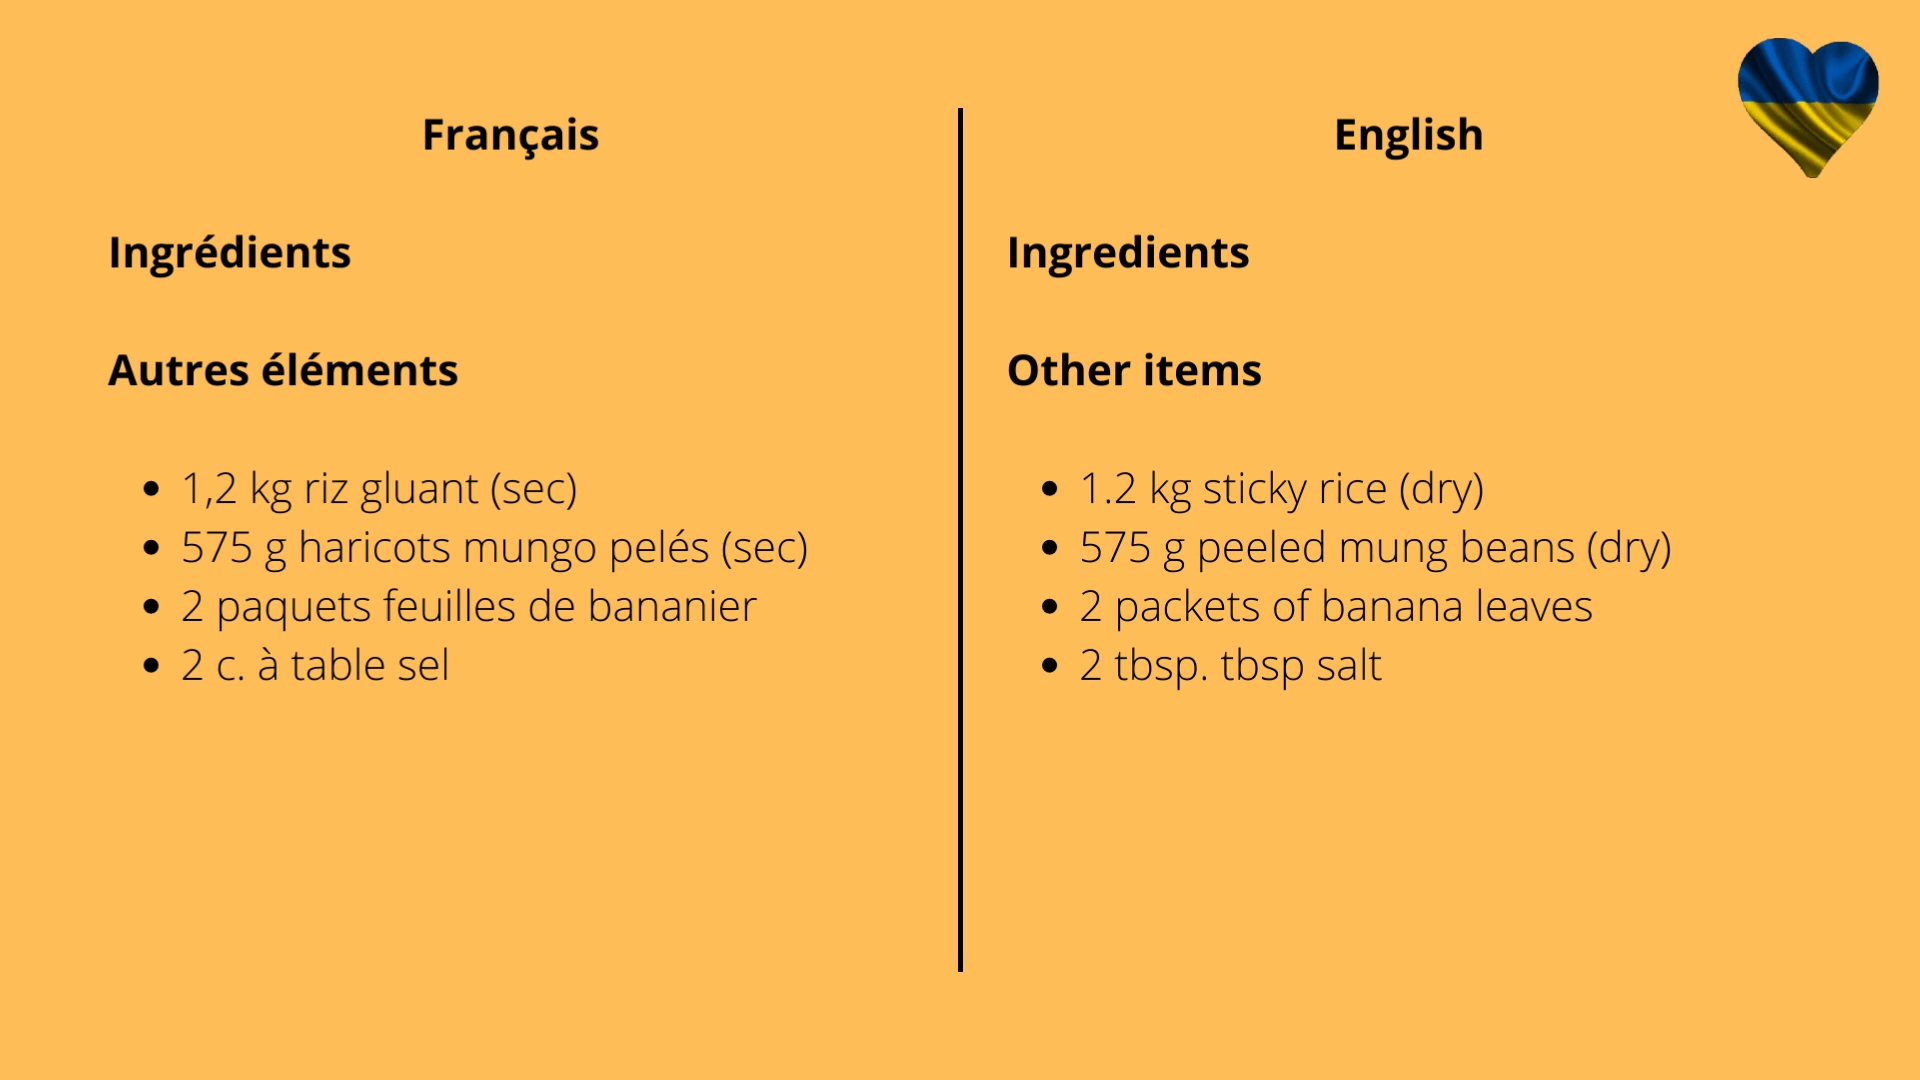 Français
Ingrédients
Autres éléments
1,2 kg riz gluant (sec)
575 g haricots mungo pelés (sec)
2 paquets feuilles de bananier
2 c. à table sel
English
Ingredients
Other items
1.2 kg sticky rice (dry)
575 g peeled mung beans (dry)
2 packets of banana leaves
2 tbsp. tbsp salt